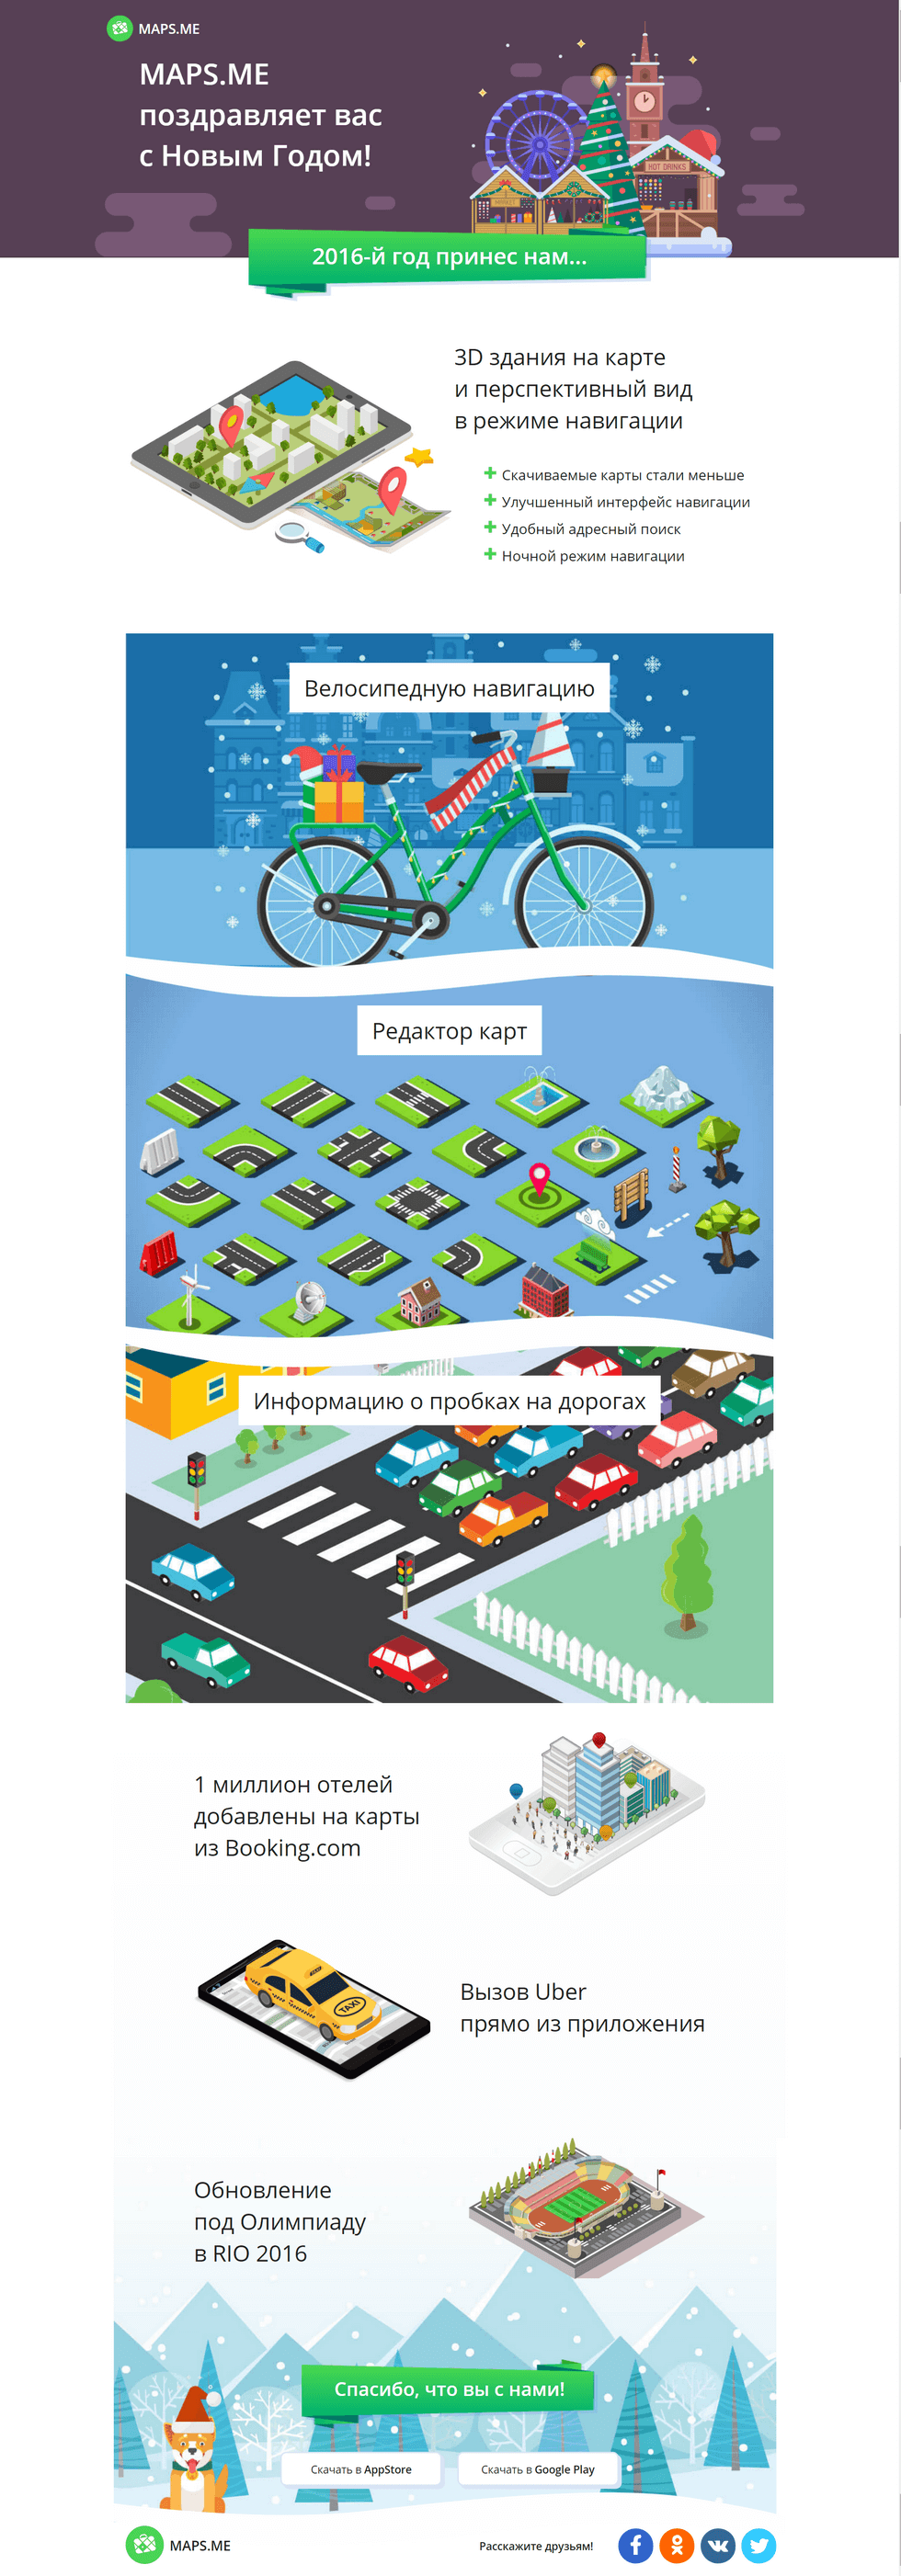 MAPS.ME
MAPS.ME
поздравляет вас
с Новым Годом!
HOT DRINKS
2016-й год принес нам...
3D здания на карте
и перспективный вид
в режиме навигации
Скачиваемые карты стали меньше
Улучшенный интерфейс навигации
Удобный адресный поиск
Ночной режим навигации
Велосипедную навигацию
Редактор карт
Информацию о пробках на дорогах
1 миллион отелей
добавлены на карты
из Booking.com
TAXI
TAXI
Вызов Uber
прямо из приложения
Обновление
под Олимпиаду
в RIO 2016
Спасибо, что вы с нами!
Скачать в AppStore
Скачать в Google Play
MAPS.ME
Расскажите друзьям!